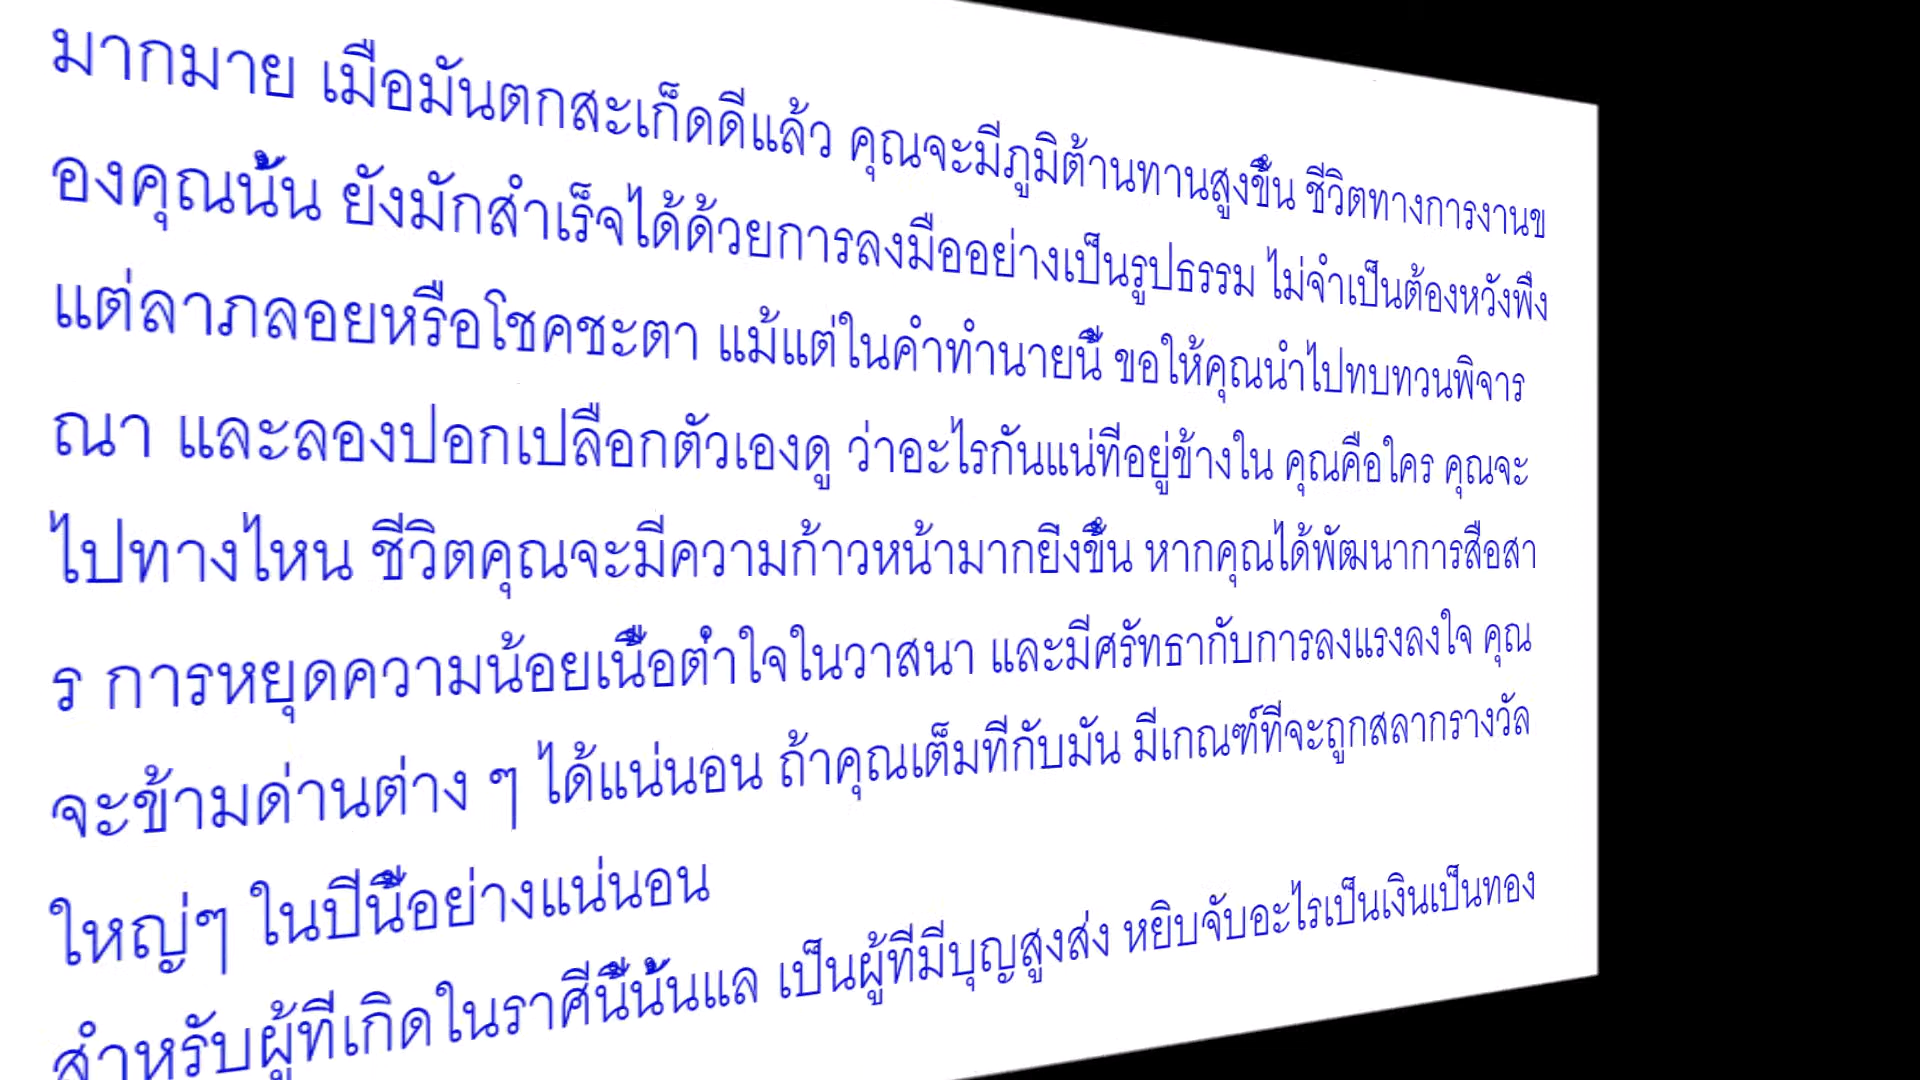 มากมาย เมื่อมันตกสะเก็ดดีแล้ว คุณจะมีภูมิต้านทานสูงขึ้น ชีวิตทางการงานข
องคุณนั้น ยังมักสำเร็จได้ด้วยการลงมืออย่างเป็นรูปธรรม ไม่จำเป็นต้องหวังพึ่ง
แต่ลาภลอยหรือโชคชะตา แม้แต่ในคำทำนายนี้ ขอให้คุณนำไปทบทวนพิจาร
ณา และลองปอกเปลือกตัวเองดู ว่าอะไรกันแน่ที่อยู่ข้างใน คุณคือใคร คุณจะ
ไปทางไหน ชีวิตคุณจะมีความก้าวหน้ามากยิ่งขึ้น หากคุณได้พัฒนาการสื่อสา
ร การหยุดความน้อยเนื้อต่ำใจในวาสนา และมีศรัทธากับการลงแรงลงใจ คุณ
จะข้ามด่านต่าง ๆ ได้แน่นอน ถ้าคุณเต็มที่กับมัน มีเกณฑ์ที่จะถูกสลากรางวัล
ใหญ่ๆ ในปีนี้อย่างแน่นอน
สำหรับผู้ที่เกิดในราศีนี้นั้นแล เป็นผู้ที่มีบุญสูงส่ง หยิบจับอะไรเป็นเงินเป็นทอง